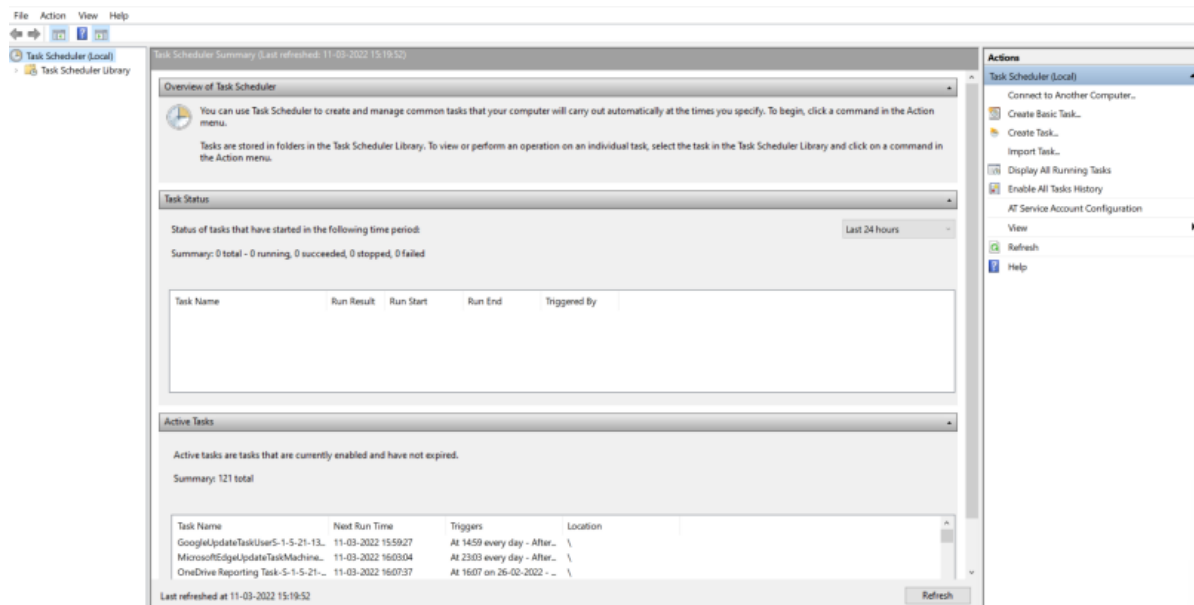 File Action View Help
Task Scheduler (Local)
Task Scheduler Library
Task Scheduler Summary (Last refreshed: 11-03-2022 15:19:52)
Overview of Task Scheduler
You can use Task Scheduler to create and manage common tasks that your computer will carry out automatically at the times you specify. To begin, click a command in the Action
menu.
Tasks are stored in folders in the Task Scheduler Library. To view or perform an operation on an individual task, select the task in the Task Scheduler Library and click on a command in
the Action menu.
Task Status
Status of tasks that have started in the following time period:
Last 24 hours
Summary: 0 total - 0 running, 0 succeeded, 0 stopped, 0 failed
Task Name Run Result Run Start Run End Triggered By
Active Tasks
Active tasks are tasks that are currently enabled and have not expired.
Summary: 121 total
Task Name Next Run Time Triggers Location
GoogleUpdateTaskUserS-1-5-21-13... 11-03-2022 15:59:27 At 14:59 every day - After... \
MicrosoftEdgeUpdateTaskMachine... 11-03-2022 16:03:04 At 23:03 every day - After... \
OneDrive Reporting Task-S-1-5-21-... 11-03-2022 16:07:37 At 16:07 on 26-02-2022 - ... \
Last refreshed at 11-03-2022 15:19:52
Refresh
Actions
Task Scheduler (Local)
Connect to Another Computer...
Create Basic Task...
Create Task...
Import Task...
Display All Running Tasks
Enable All Tasks History
AT Service Account Configuration
View
Refresh
Help